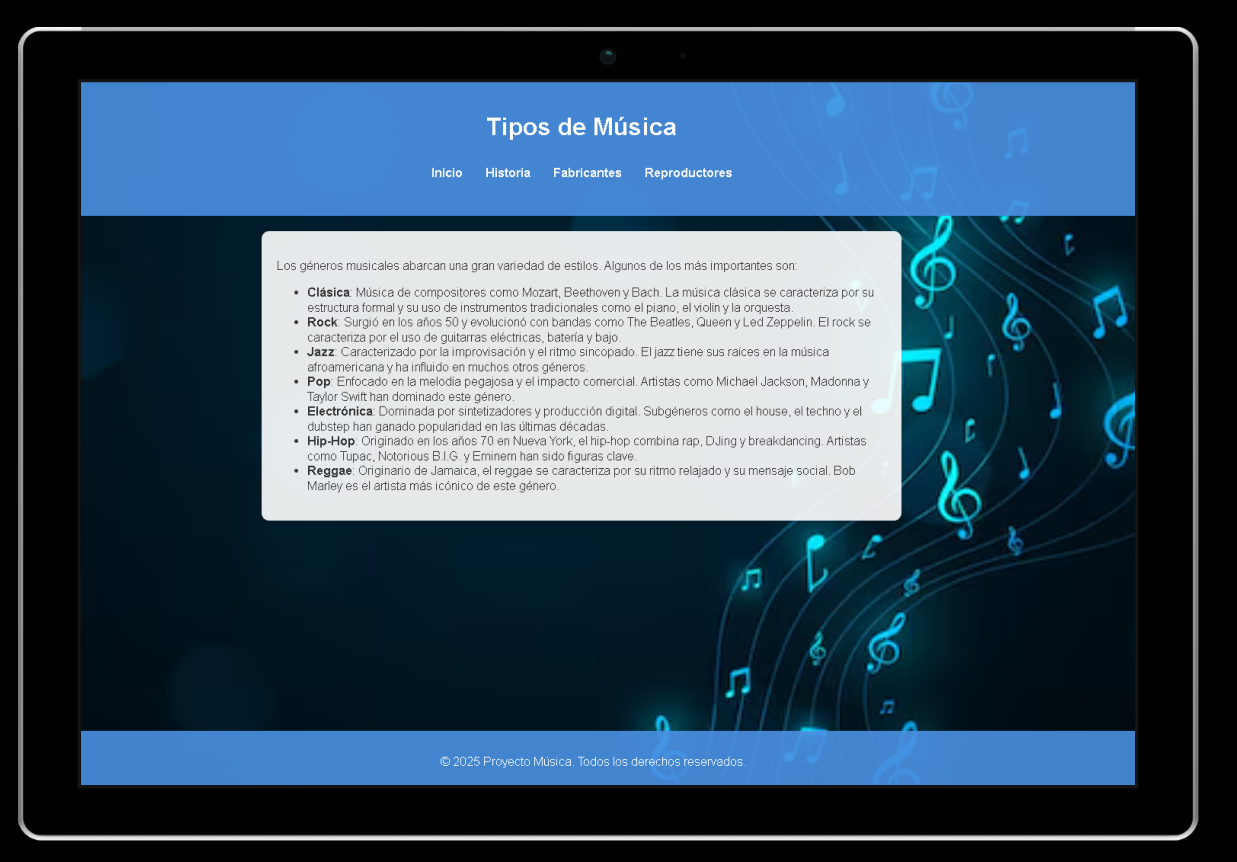 Tipos de Música
Inicio Historia Fabricantes Reproductores
Los géneros musicales abarcan una gran variedad de estilos. Algunos de los más importantes son:
• Clásica: Música de compositores como Mozart, Beethoven y Bach. La música clásica se caracteriza por su
estructura formal y su uso de instrumentos tradicionales como el piano, el violín y la orquesta.
• Rock: Surgió en los años 50 y evolucionó con bandas como The Beatles, Queen y Led Zeppelin. El rock se
caracteriza por el uso de guitarras eléctricas, batería y bajo.
• Jazz: Caracterizado por la improvisación y el ritmo sincopado. El jazz tiene sus raíces en la música
afroamericana y ha influido en muchos otros géneros.
• Pop: Enfocado en la melodía pegajosa y el impacto comercial. Artistas como Michael Jackson, Madonna y
Taylor Swift han dominado este género.
• Electrónica: Dominada por sintetizadores y producción digital. Subgéneros como el house, el techno y el
dubstep han ganado popularidad en las últimas décadas.
• Hip-Hop: Originado en los años 70 en Nueva York, el hip-hop combina rap, DJing y breakdancing. Artistas
como Tupac, Notorious B.I.G. y Eminem han sido figuras clave.
• Reggae: Originario de Jamaica, el reggae se caracteriza por su ritmo relajado y su mensaje social. Bob
Marley es el artista más icónico de este género.
© 2025 Proyecto Música. Todos los derechos reservados.